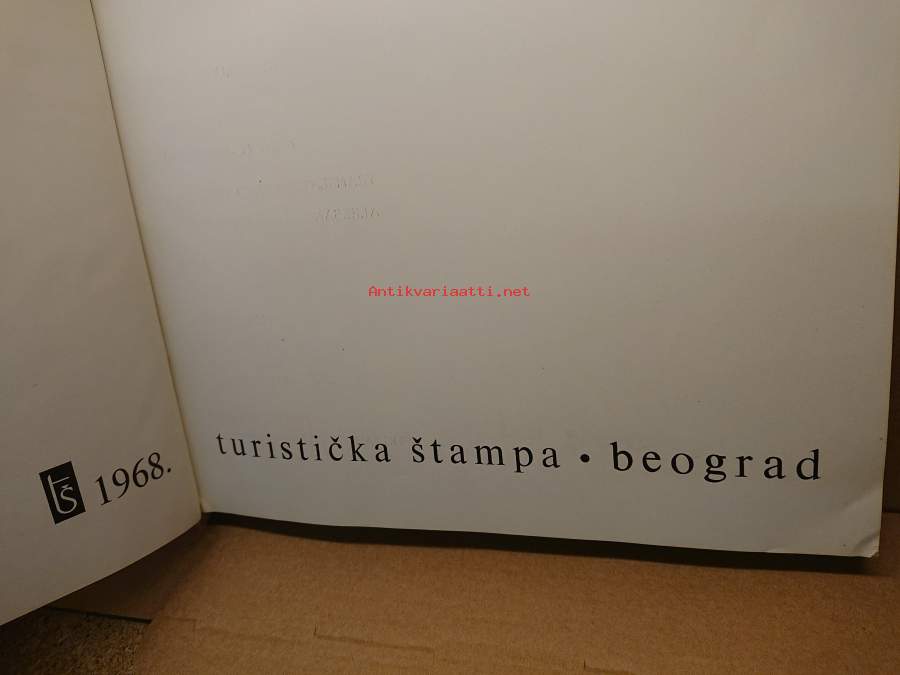 Antikvariaatti.net
tš 1968.
turistička štampa • beograd